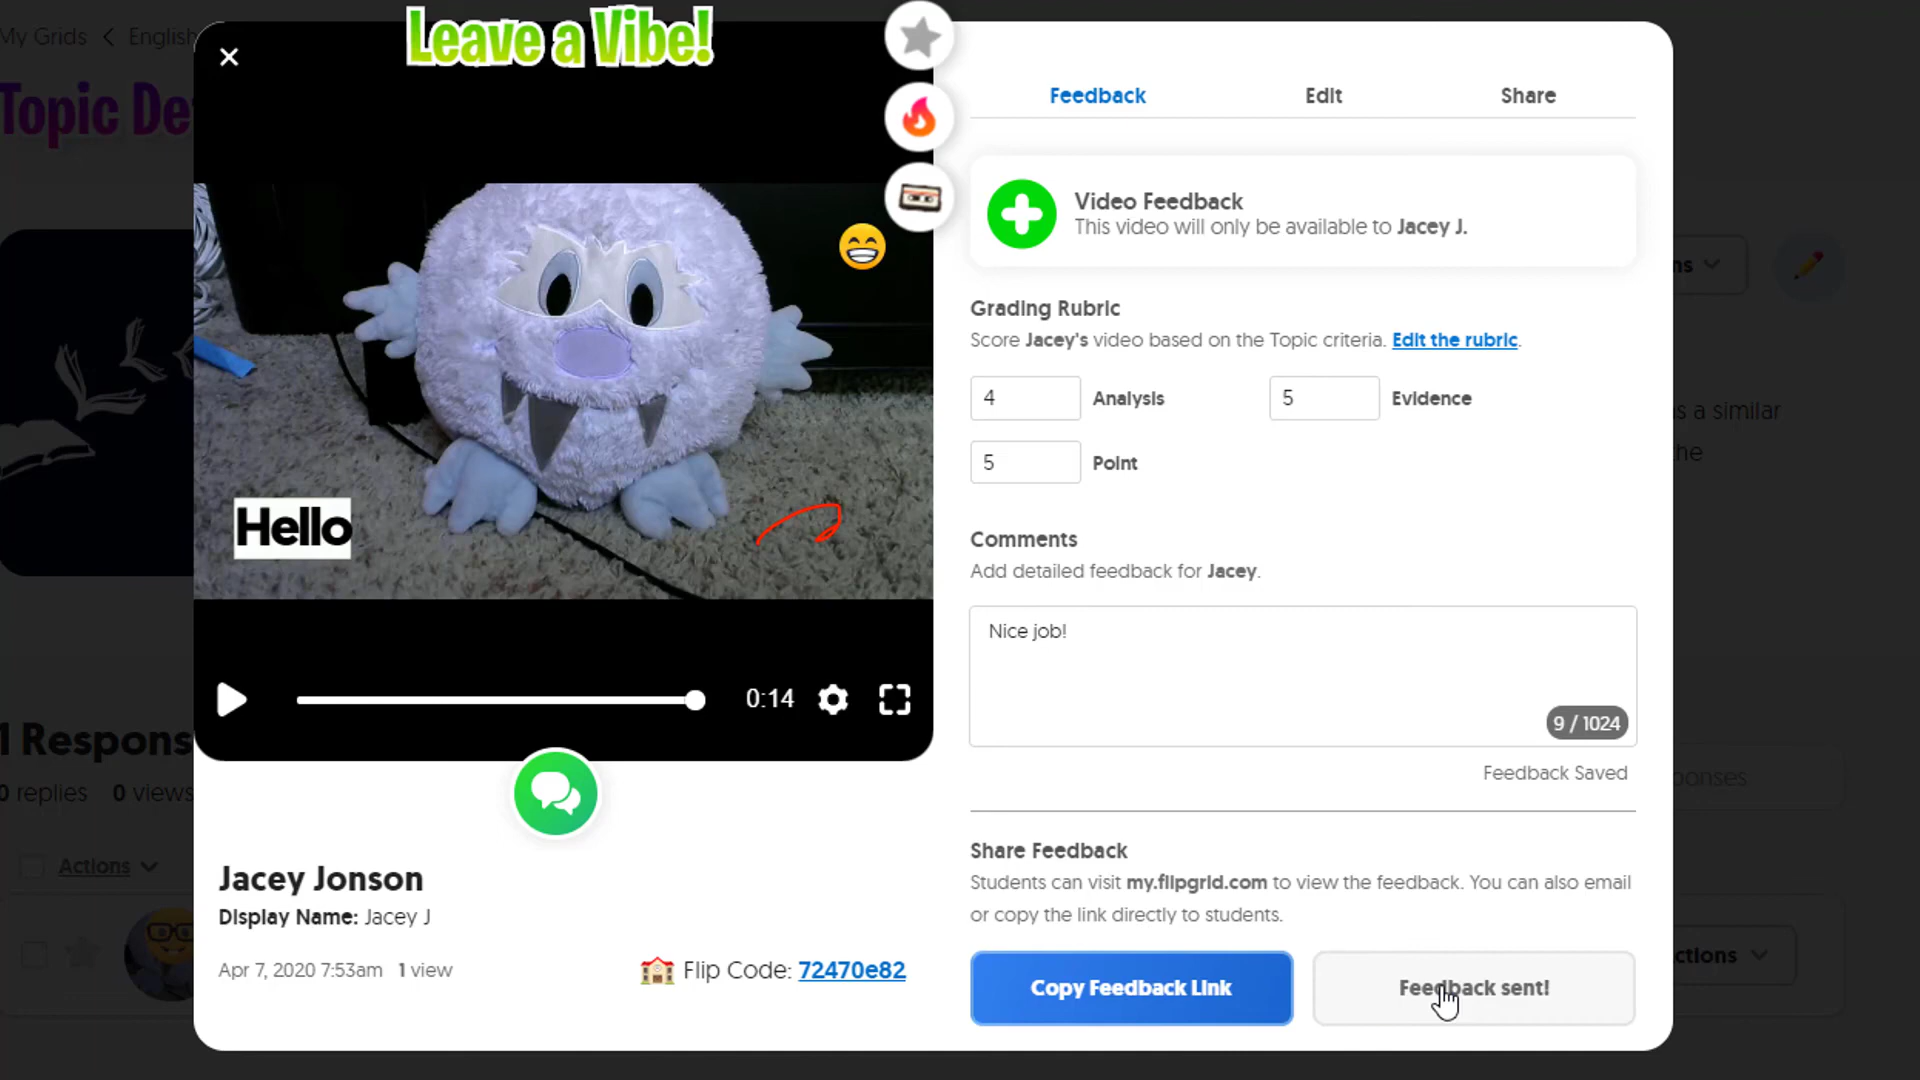 My Grids < English
Topic De
Leave a Vibe!
Hello
0:14
Jacey Jonson
Display Name: Jacey J
Apr 7, 2020 7:53am 1 view
Flip Code: 72470e82
Feedback
Edit
Share
Video Feedback
This video will only be available to Jacey J.
Grading Rubric
Score Jacey's video based on the Topic criteria. Edit the rubric.
4 Analysis
5 Evidence
5 Point
Comments
Add detailed feedback for Jacey.
Nice job!
9 / 1024
Feedback Saved
Share Feedback
Students can visit my.flipgrid.com to view the feedback. You can also email
or copy the link directly to students.
Copy Feedback Link
Feedback sent!
1 Respons
0 replies 0 views
Actions
ns
s a similar
the
ponses
ctions